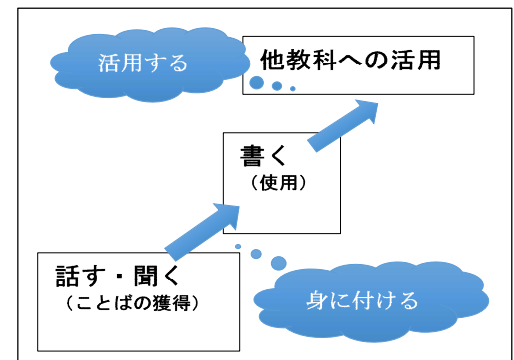 活用する
他教科への活用
書く
（使用）
話す・聞く
（ことばの獲得）
身に付ける